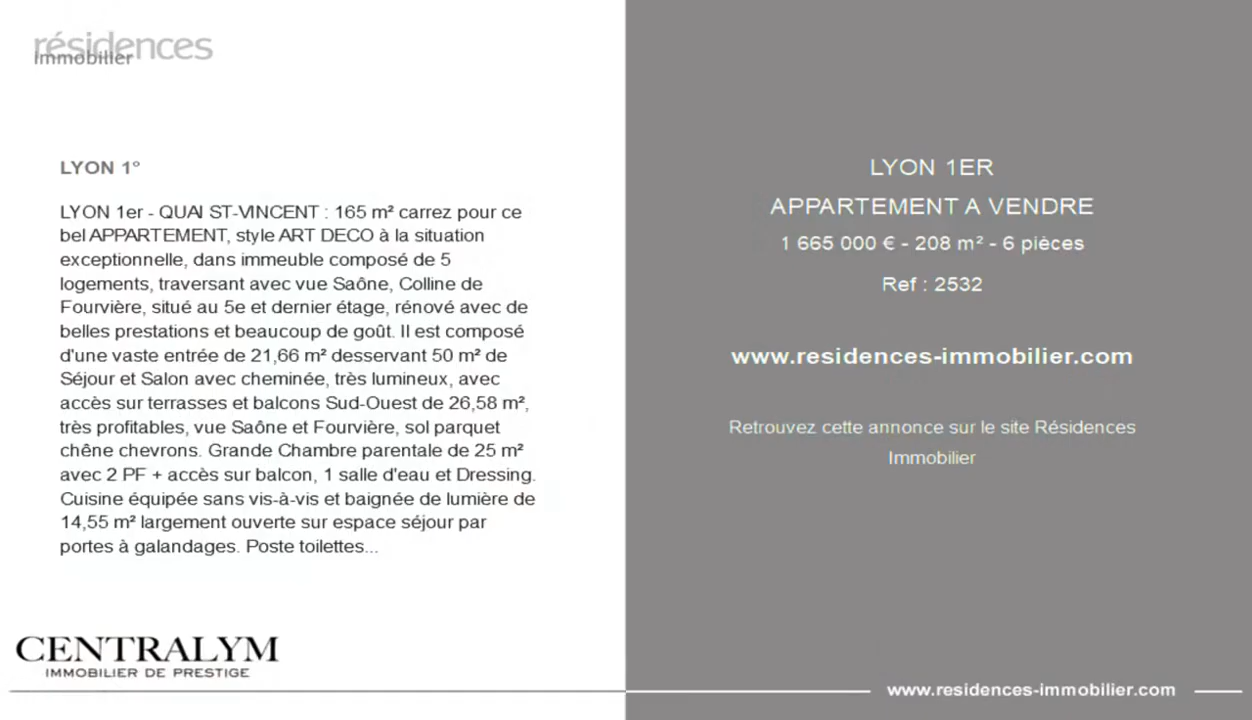 résidences
Immobilier
LYON 1°
LYON 1er - QUAI ST-VINCENT : 165 m² carrez pour ce
bel APPARTEMENT, style ART DECO à la situation
exceptionnelle, dans immeuble composé de 5
logements, traversant avec vue Saône, Colline de
Fourvière, situé au 5e et dernier étage, rénové avec de
belles prestations et beaucoup de goût. Il est composé
d'une vaste entrée de 21,66 m² desservant 50 m² de
Séjour et Salon avec cheminée, très lumineux, avec
accès sur terrasses et balcons Sud-Ouest de 26,58 m²,
très profitables, vue Saône et Fourvière, sol parquet
chêne chevrons. Grande Chambre parentale de 25 m²
avec 2 PF + accès sur balcon, 1 salle d'eau et Dressing.
Cuisine équipée sans vis-à-vis et baignée de lumière de
14,55 m² largement ouverte sur espace séjour par
portes à galandages. Poste toilettes...
CENTRALYM
IMMOBILIER DE PRESTIGE
LYON 1ER
APPARTEMENT A VENDRE
1 665 000 € - 208 m² - 6 pièces
Ref : 2532
www.residences-immobilier.com
Retrouvez cette annonce sur le site Résidences
Immobilier
www.residences-immobilier.com